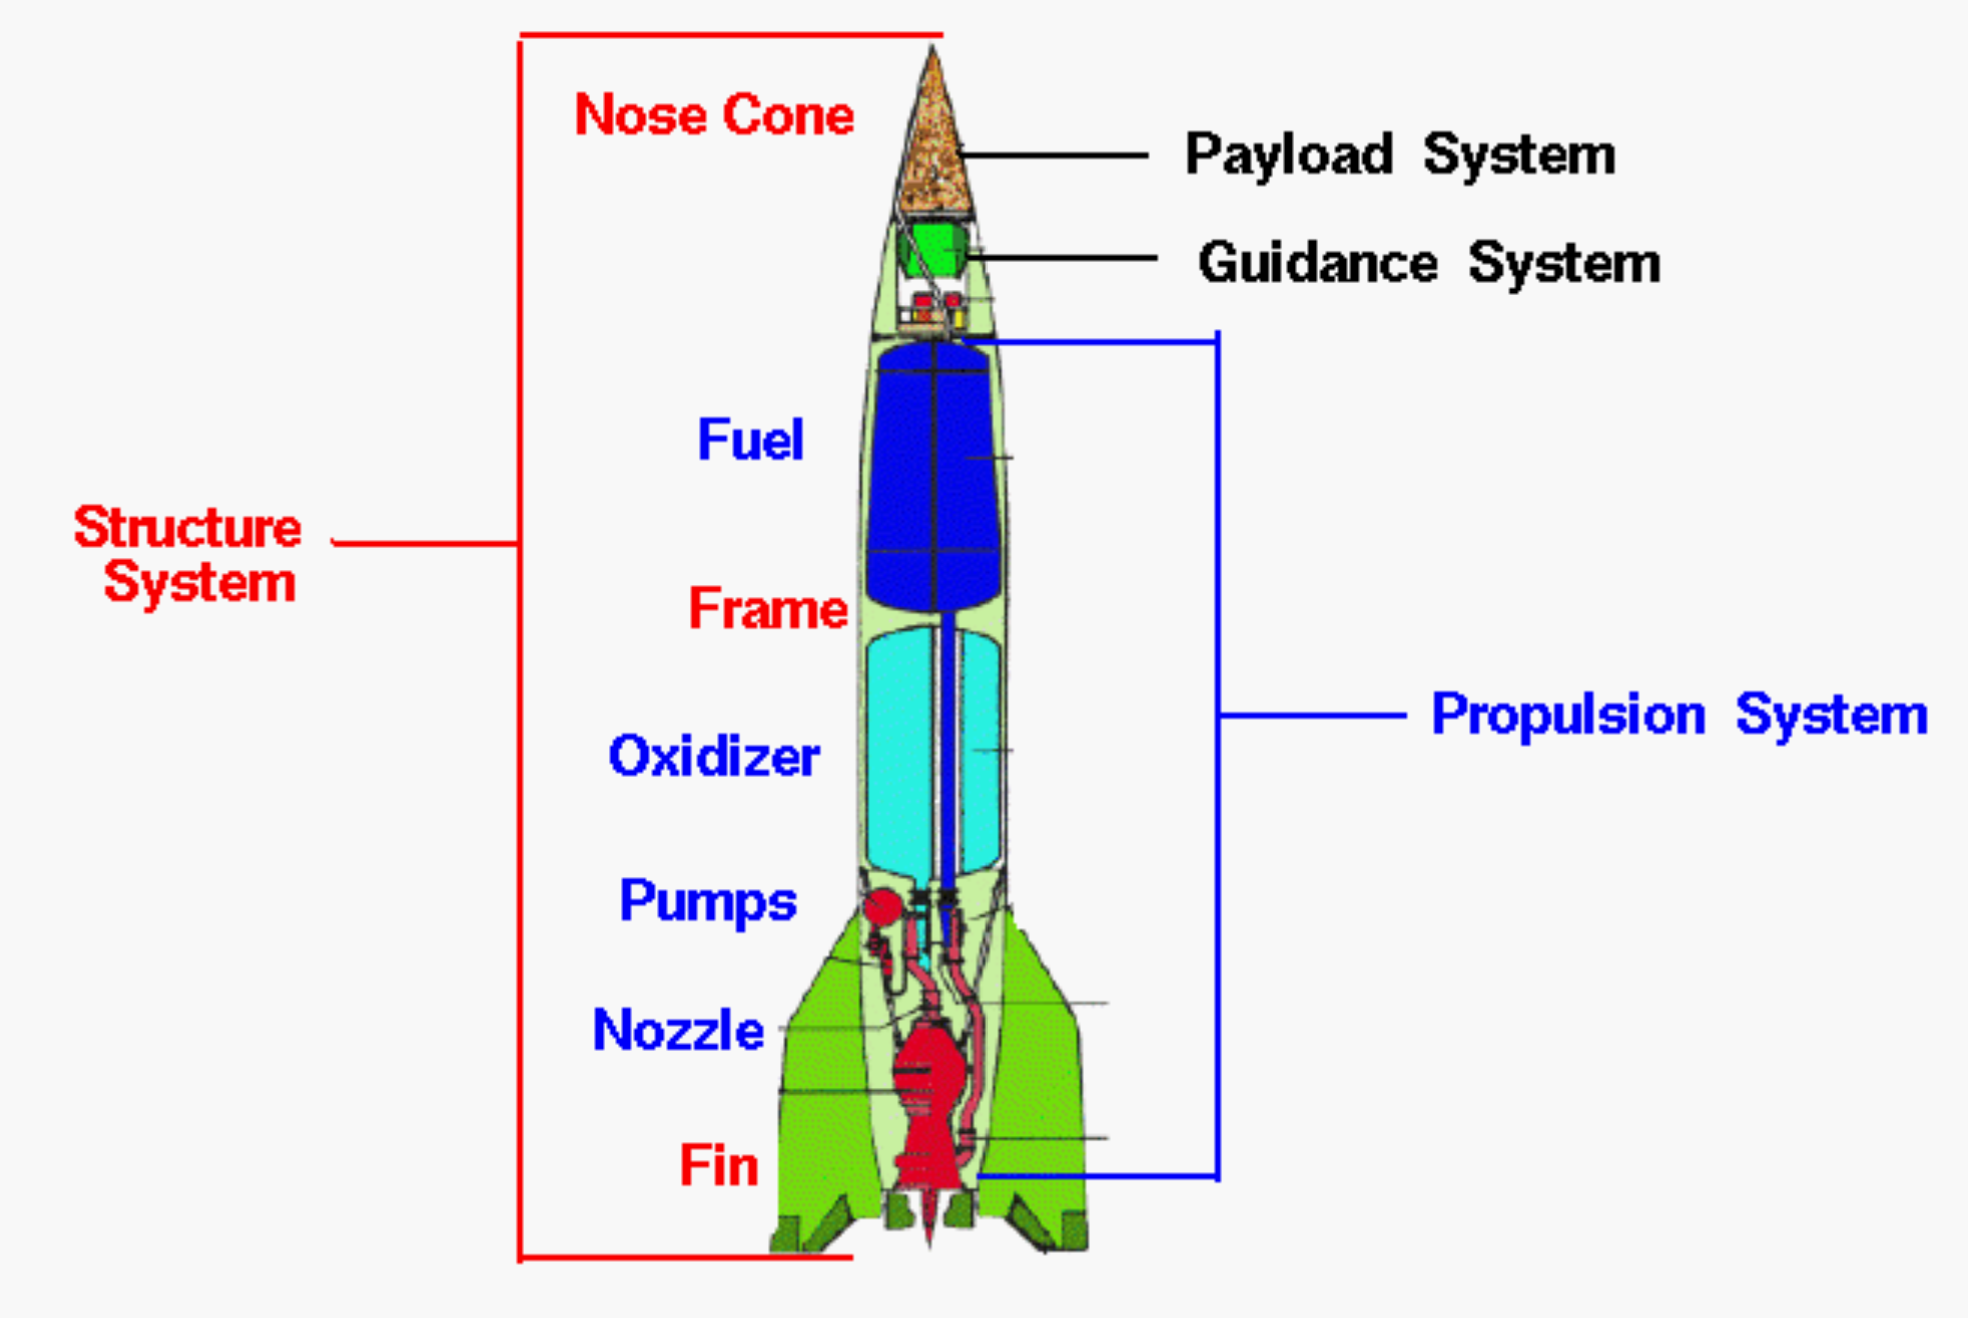 Nose Cone
Payload System
Guidance System
Fuel
Structure
System
Frame
Propulsion System
Oxidizer
Pumps
Nozzle
Fin